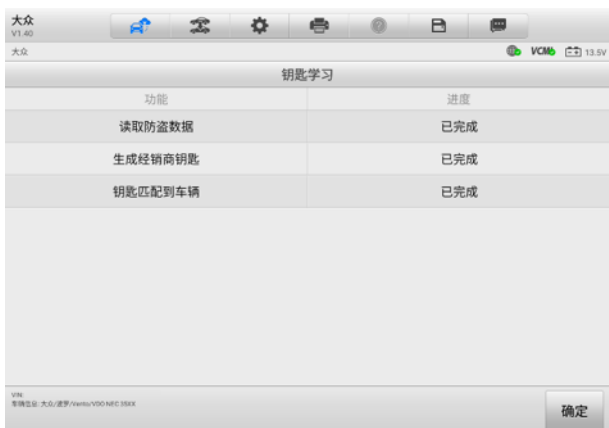 大众
V1.40
大众
VCMI 13.5V
钥匙学习
功能 进度
读取防盗数据 已完成
生成经销商钥匙 已完成
钥匙匹配到车辆 已完成
VIN:
车辆信息: 大众/波罗/Vento/VDO NEC 35XX
确定